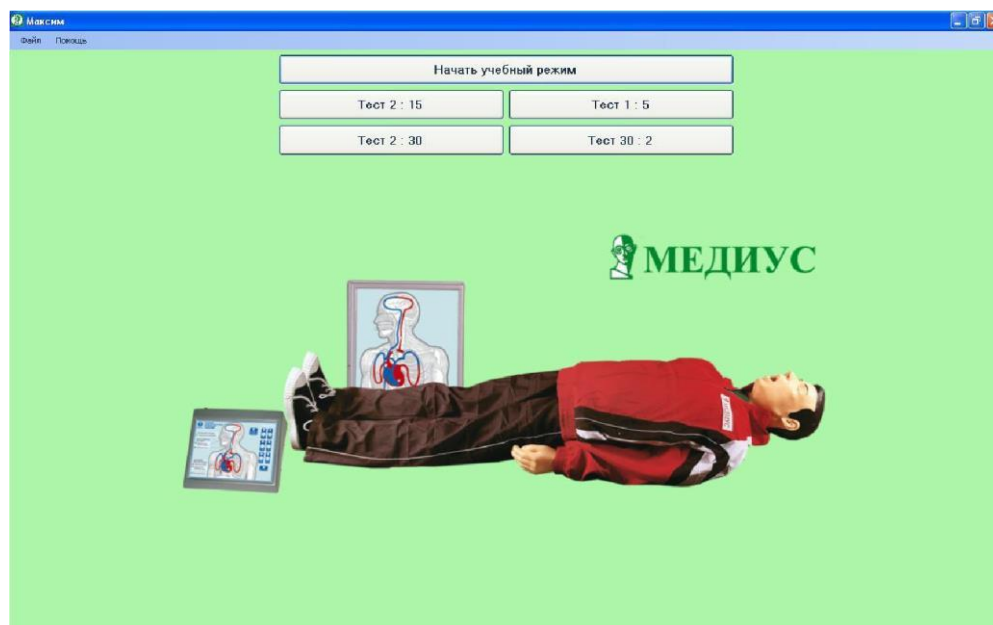 Максим
Файл Помощь
Начать учебный режим
Тест 2 : 15 Тест 1 : 5
Тест 2 : 30 Тест 30 : 2
МЕДИУС